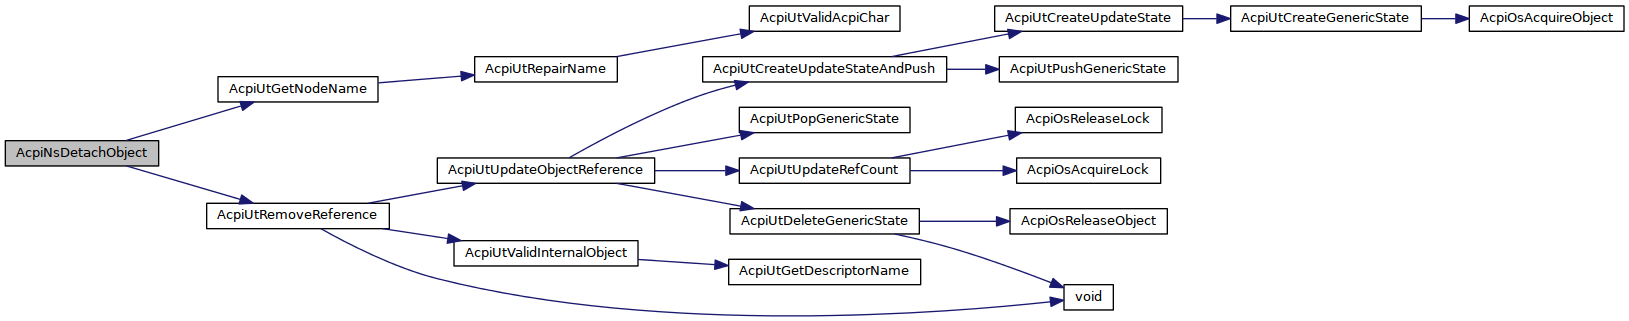 AcpiUtValidAcpiChar
AcpiUtCreateUpdateState
AcpiUtCreateGenericState
AcpiOsAcquireObject
AcpiUtRepairName
AcpiUtCreateUpdateStateAndPush
AcpiUtPushGenericState
AcpiUtGetNodeName
AcpiUtPopGenericState
AcpiOsReleaseLock
AcpiNsDetachObject
AcpiUtUpdateObjectReference
AcpiUtUpdateRefCount
AcpiOsAcquireLock
AcpiUtRemoveReference
AcpiUtDeleteGenericState
AcpiOsReleaseObject
AcpiUtValidInternalObject
AcpiUtGetDescriptorName
void